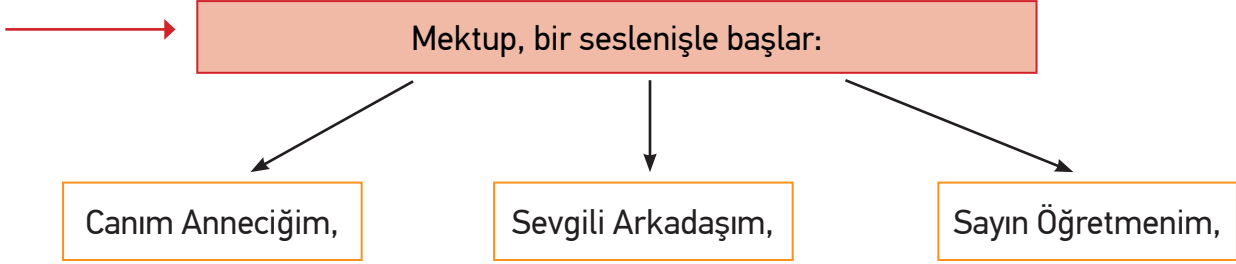 Mektup, bir seslenişle başlar:
Canım Anneciğim,
Sevgili Arkadaşım,
Sayın Öğretmenim,